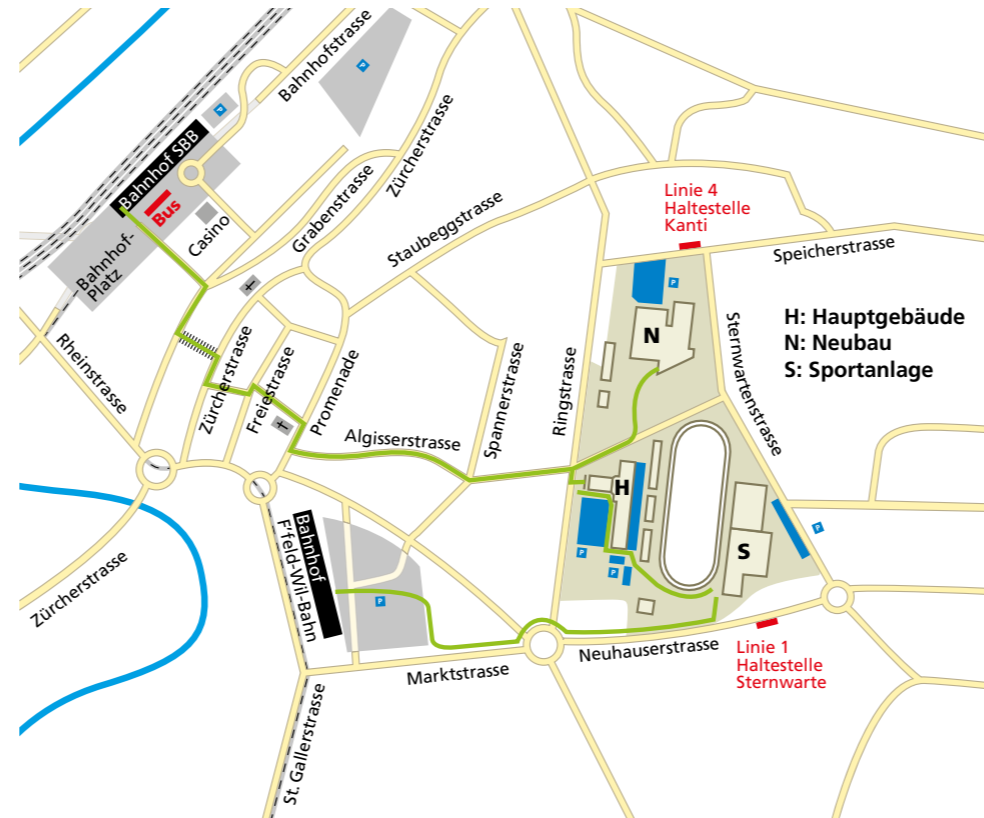 Bahnhofstrasse
P
P
Bahnhof SBB
Bus
Zürcherstrasse
Casino
Grabenstrasse
Bahnhof-
Platz
Staubeggstrasse
Linie 4
Haltestelle
Kanti
Speicherstrasse
P
H: Hauptgebäude
N: Neubau
S: Sportanlage
N
Sternwartenstrasse
Rheinstrasse
Zürcherstrasse
Freiestrasse
Promenade
Algisserstrasse
Spannerstrasse
Ringstrasse
H
S
P
P
P
Bahnhof
F'feld-Wil-Bahn
P
Zürcherstrasse
Marktstrasse
Neuhauserstrasse
Linie 1
Haltestelle
Sternwarte
St. Gallerstrasse